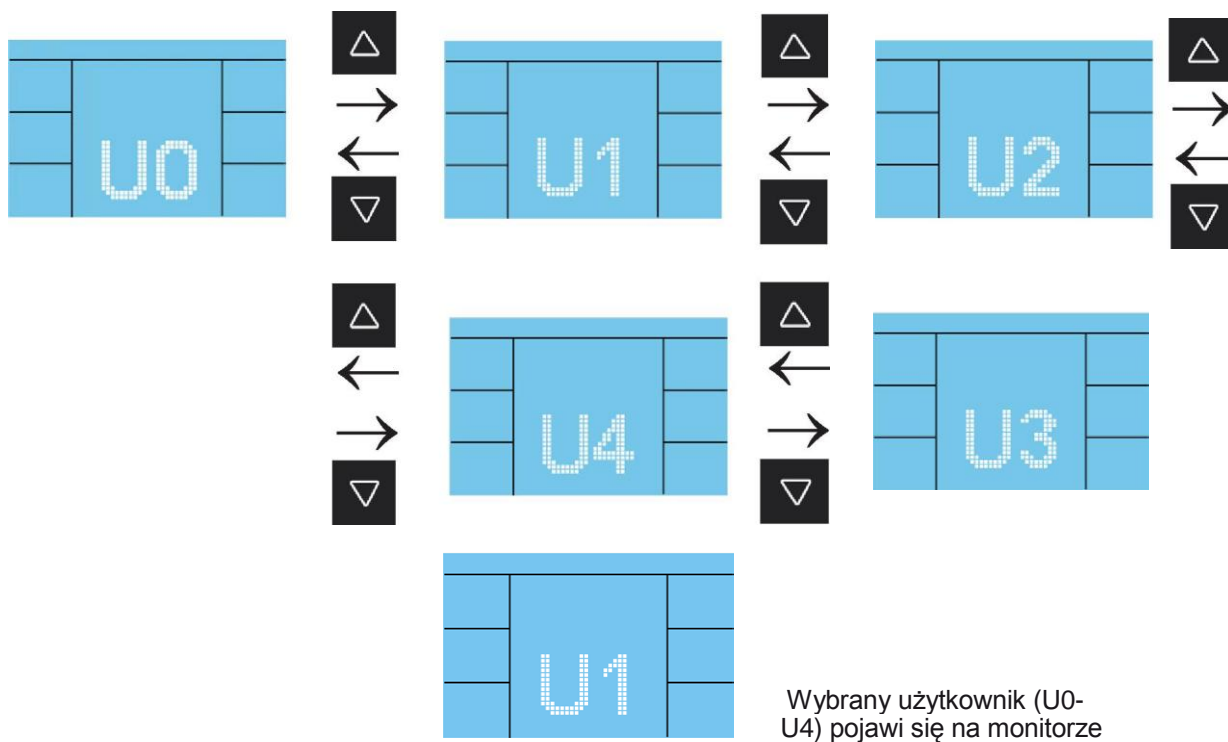 U0
U1
U2
U4
U3
U1
Wybrany użytkownik (U0-
U4) pojawi się na monitorze